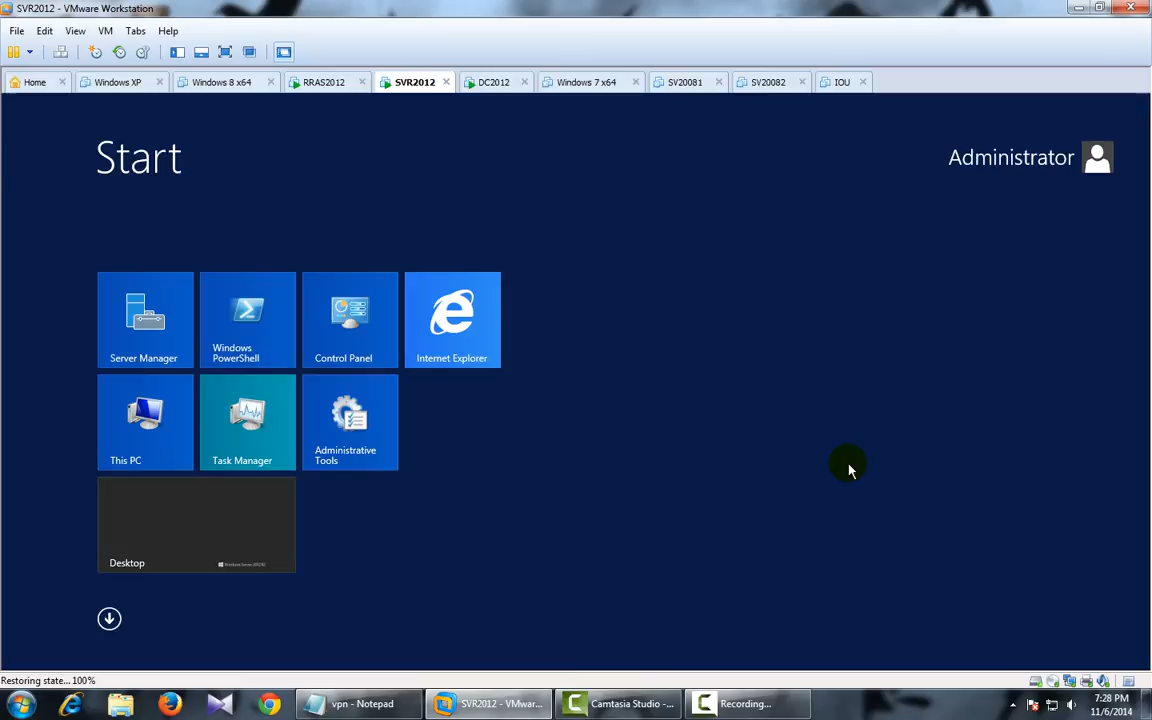 SVR2012 - VMware Workstation
File Edit View VM Tabs Help
Home Windows XP Windows 8 x64 RRAS2012 SVR2012 DC2012 Windows 7 x64 SV20081 SV20082 IOU
Start
Administrator
Server Manager
Windows
PowerShell
Control Panel
Internet Explorer
This PC
Task Manager
Administrative
Tools
Desktop
Restoring state... 100%
vpn - Notepad
SVR2012 - VMwar...
Camtasia Studio -...
Recording...
7:28 PM
11/6/2014